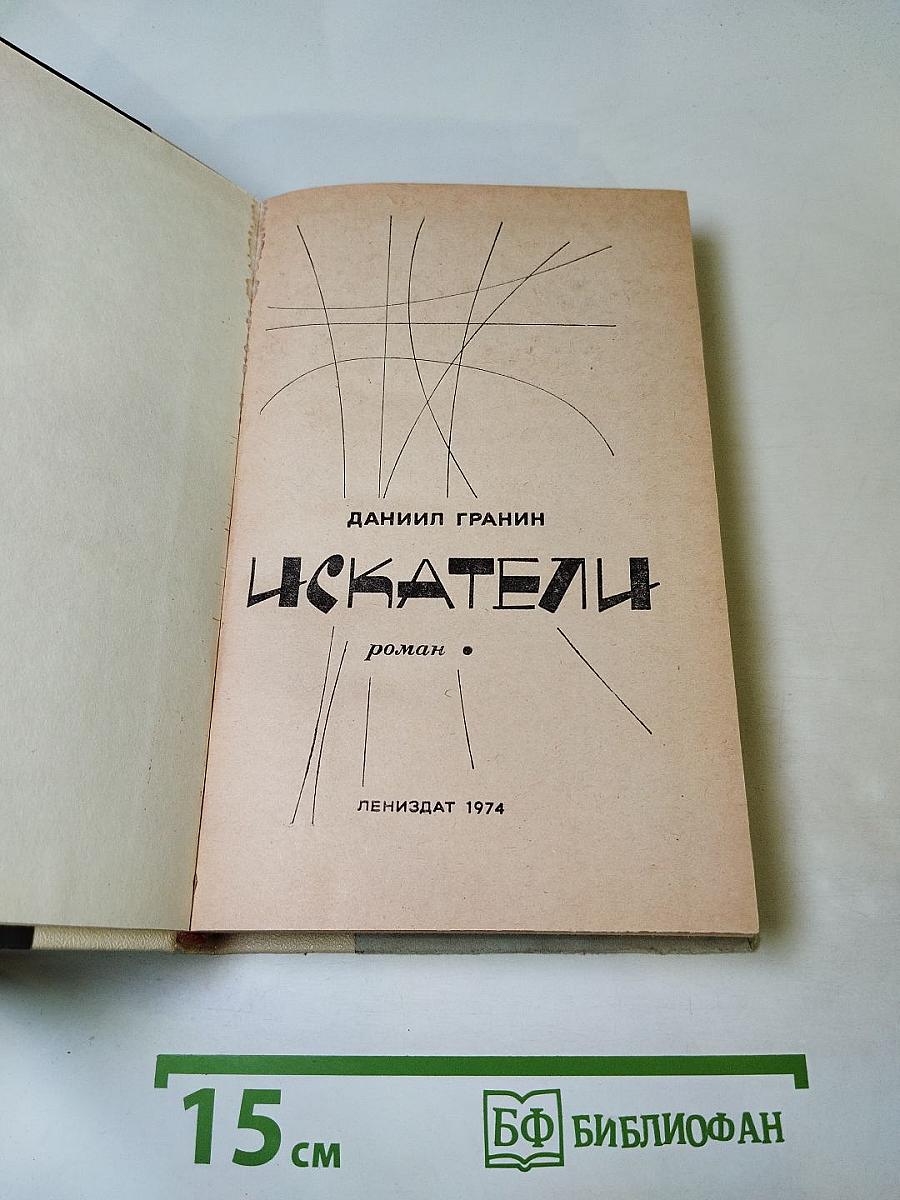 ДАНИИЛ ГРАНИН
ИСКАТЕЛИ
роман •
ЛЕНИЗДАТ 1974
15 см
БФ БИБЛИОФАН